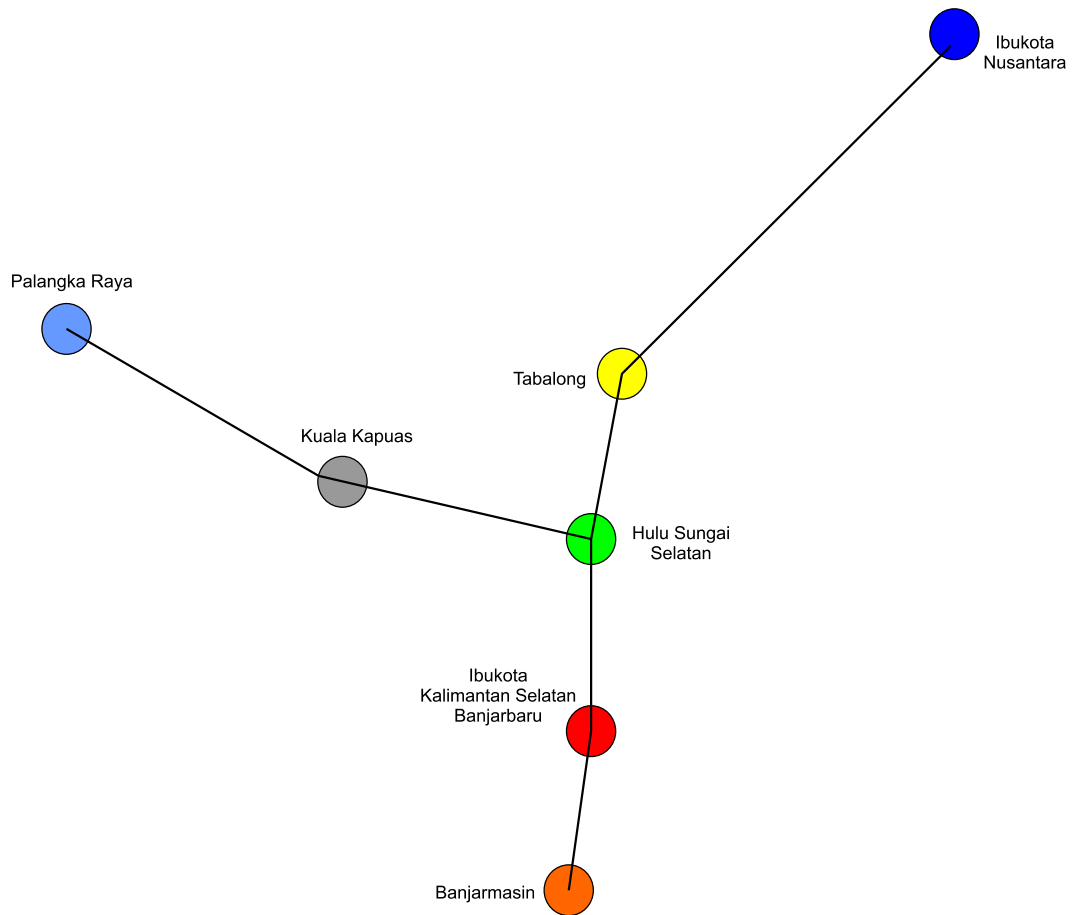 Ibukota
Nusantara
Palangka Raya
Tabalong
Kuala Kapuas
Hulu Sungai
Selatan
Ibukota
Kalimantan Selatan
Banjarbaru
Banjarmasin